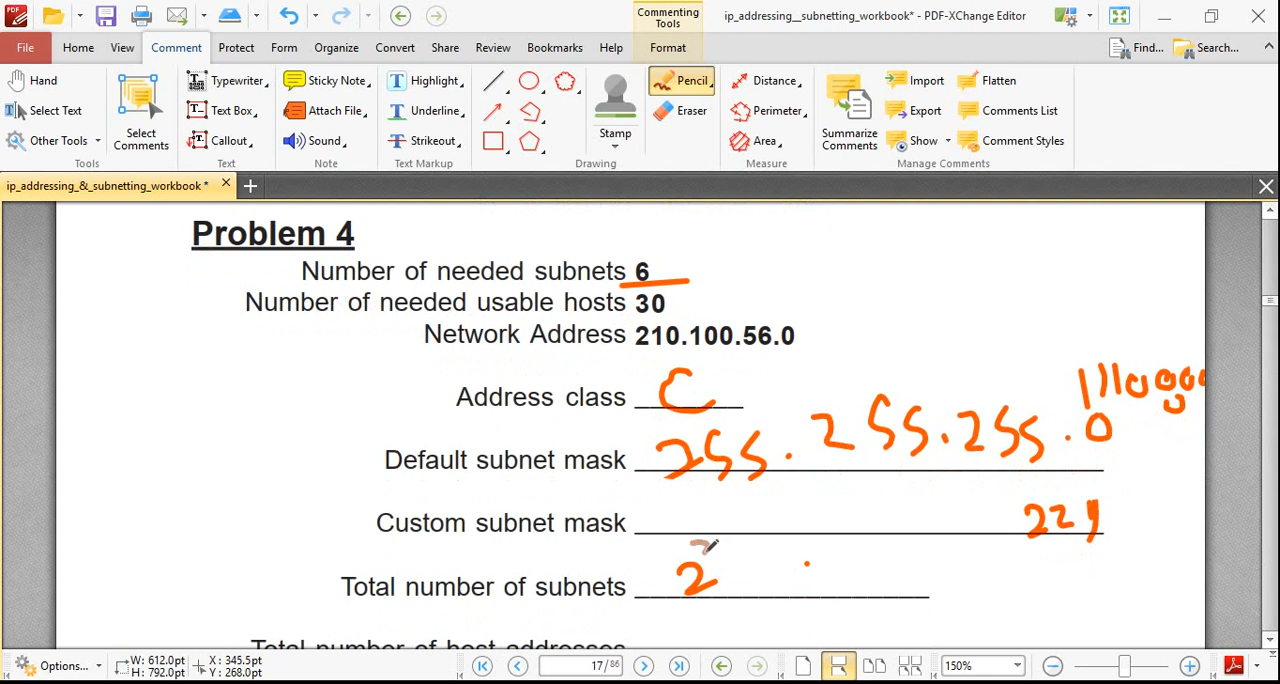 Commenting Tools
ip_addressing__subnetting_workbook* - PDF-XChange Editor
File Home View Comment Protect Form Organize Convert Share Review Bookmarks Help Format Find... Search...
Hand
Select Text
Other Tools
Select Comments
Tools
Typewriter
Text Box
Callout
Text
Sticky Note
Attach File
Sound
Note
Highlight
Underline
Strikeout
Text Markup
Stamp
Pencil
Eraser
Drawing
Distance
Perimeter
Area
Measure
Summarize Comments
Import
Export
Show
Flatten
Comments List
Comment Styles
Manage Comments
ip_addressing_&_subnetting_workbook *
Problem 4
Number of needed subnets 6
Number of needed usable hosts 30
Network Address 210.100.56.0
Address class C
Default subnet mask 255.255.255.0
Custom subnet mask
Total number of subnets 2
Total number of host addresses
Options...
W: 612.0pt
H: 792.0pt
X: 345.5pt
Y: 268.0pt
17 / 86
150%